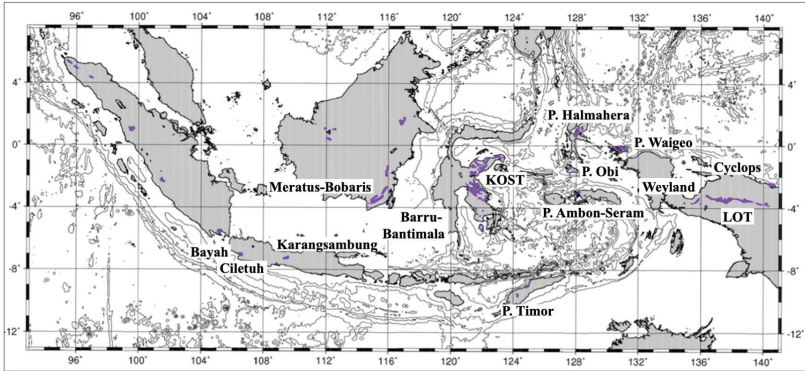 96° 100° 104° 108° 112° 116° 120° 124° 128° 132° 136° 140°
4° 4°
P. Halmahera
0° P. Waigeo 0°
P. Obi Cyclops
KOST Weyland
Meratus-Bobaris
-4° Barru- P. Ambon-Seram LOT -4°
Bantimala
Karangsambung
Bayah
Ciletuh
-8° -8°
P. Timor
-12° -12°
96° 100° 104° 108° 112° 116° 120° 124° 128° 132° 136° 140°